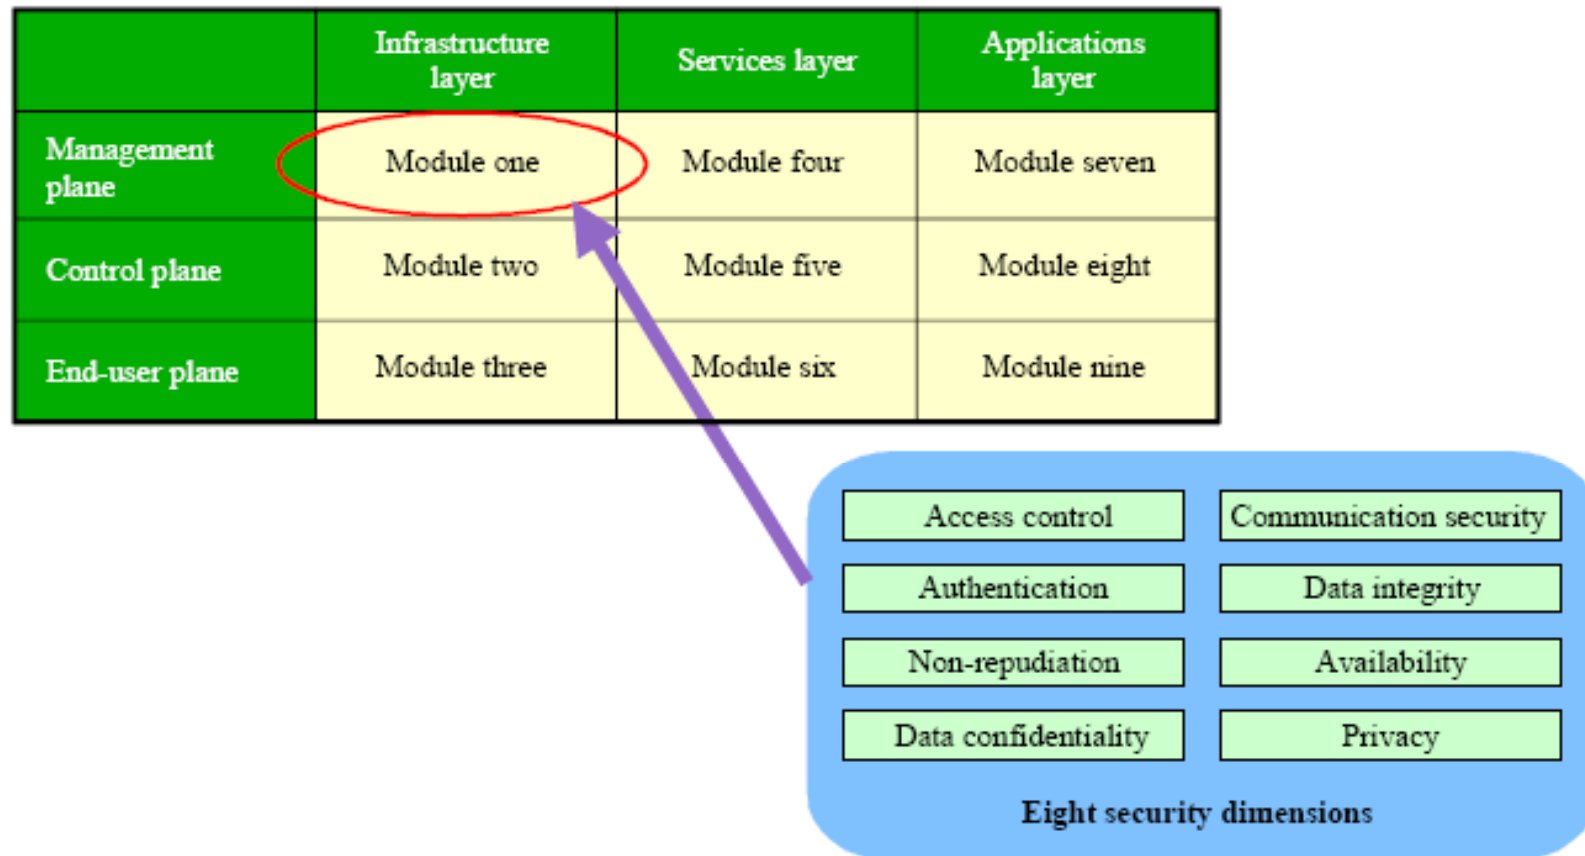 Infrastructure
layer
Services layer
Applications
layer
Management
plane
Module one
Module four
Module seven
Control plane
Module two
Module five
Module eight
End-user plane
Module three
Module six
Module nine
Access control
Communication security
Authentication
Data integrity
Non-repudiation
Availability
Data confidentiality
Privacy
Eight security dimensions